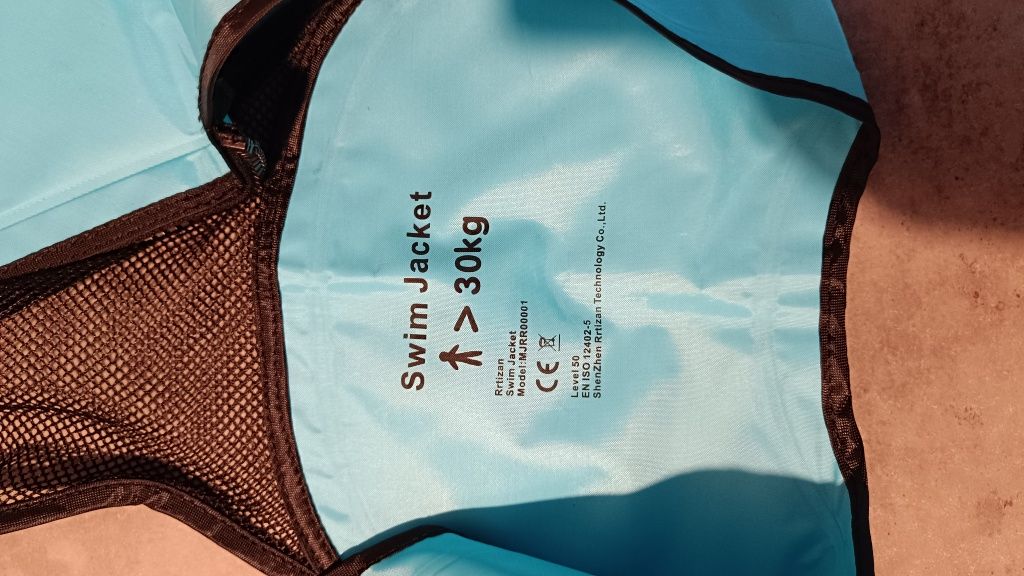 Swim Jacket
> 30kg
Rrtizan
Swim Jacket
Model:MJRR00001
CE
Level 50
EN ISO 12402-5
ShenZhen Rrtizan Technology Co.,Ltd.